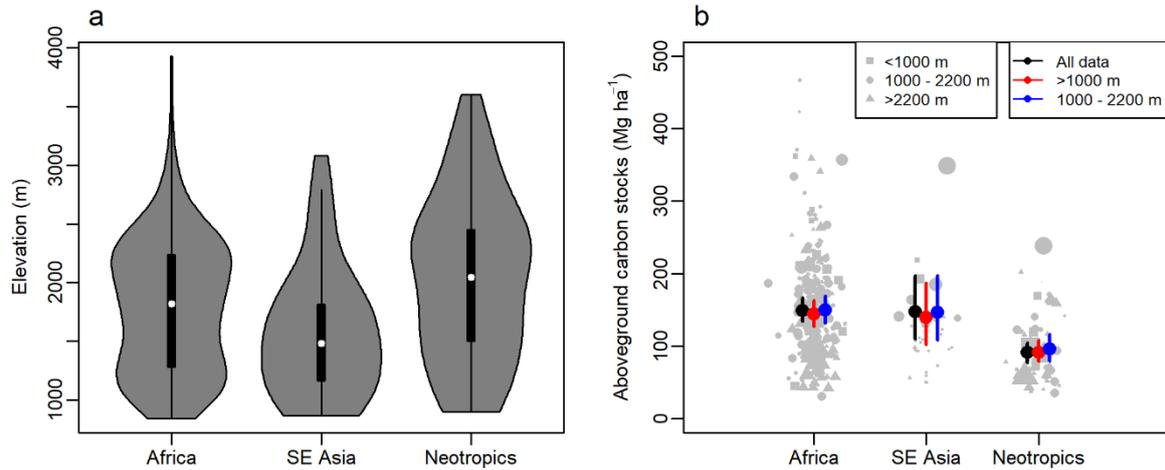 a
Elevation (m)
4000
3000
2000
1000
Africa
SE Asia
Neotropics
b
Aboveground carbon stocks (Mg ha⁻¹)
500
400
300
200
100
0
<1000 m
1000 - 2200 m
>2200 m
All data
>1000 m
1000 - 2200 m
Africa
SE Asia
Neotropics